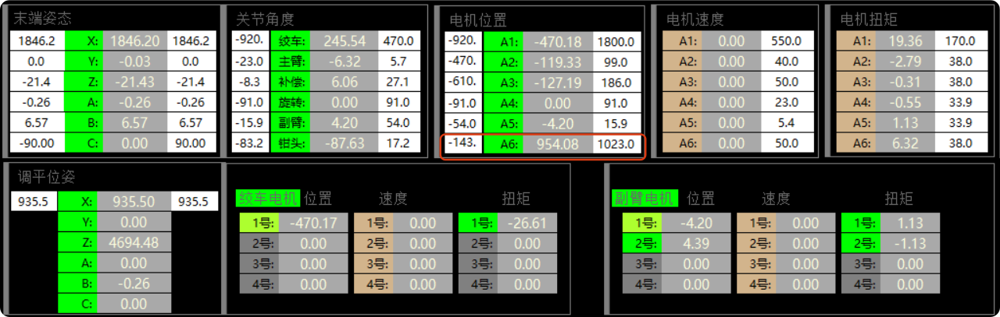 末端姿态
1846.2 X: 1846.20 1846.2
0.0 Y: -0.03 0.0
-21.4 Z: -21.43 -21.4
-0.26 A: -0.26 -0.26
6.57 B: 6.57 6.57
-90.00 C: 0.00 90.00
关节角度
-920. 绞车: 245.54 470.0
-23.0 主臂: -6.32 5.7
-8.3 补偿: 6.06 27.1
-91.0 旋转: 0.00 91.0
-15.9 副臂: 4.20 54.0
-83.2 钳头: -87.63 17.2
电机位置
-920. A1: -470.18 1800.0
-470. A2: -119.33 99.0
-610. A3: -127.19 186.0
-91.0 A4: 0.00 91.0
-54.0 A5: -4.20 15.9
-143. A6: 954.08 1023.0
电机速度
A1: 0.00 550.0
A2: 0.00 40.0
A3: 0.00 50.0
A4: 0.00 23.0
A5: 0.00 5.4
A6: 0.00 50.0
电机扭矩
A1: 19.36 170.0
A2: -2.79 38.0
A3: -0.31 38.0
A4: -0.55 33.9
A5: 1.13 33.9
A6: 6.32 38.0
调平位姿
935.5 X: 935.50 935.5
Y: 0.00
Z: 4694.48
A: 0.00
B: -0.26
C: 0.00
绞车电机 位置 速度 扭矩
1号: -470.17 1号: 0.00 1号: -26.61
2号: 0.00 2号: 0.00 2号: 0.00
3号: 0.00 3号: 0.00 3号: 0.00
4号: 0.00 4号: 0.00 4号: 0.00
副臂电机 位置 速度 扭矩
1号: -4.20 1号: 0.00 1号: 1.13
2号: 4.39 2号: 0.00 2号: -1.13
3号: 0.00 3号: 0.00 3号: 0.00
4号: 0.00 4号: 0.00 4号: 0.00